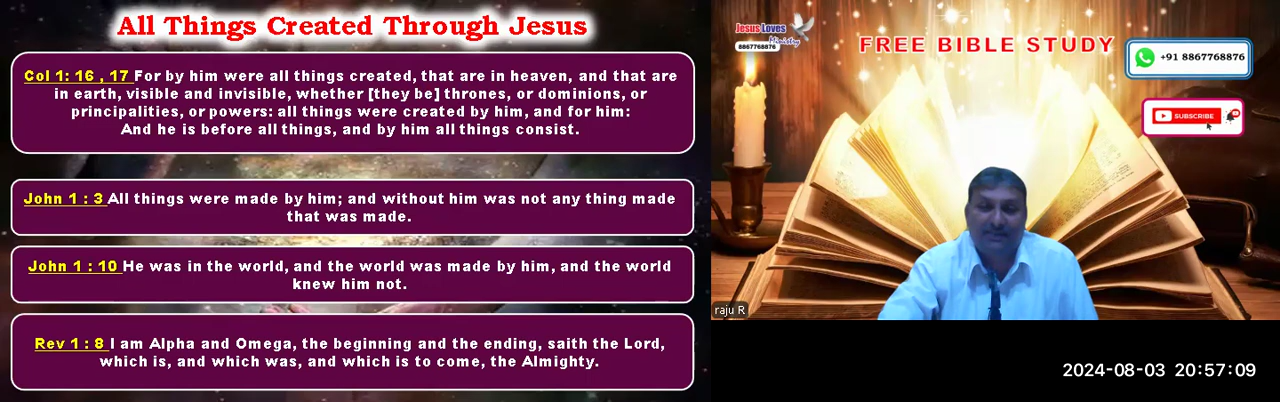 All Things Created Through Jesus
Col 1: 16 , 17 For by him were all things created, that are in heaven, and that are
in earth, visible and invisible, whether [they be] thrones, or dominions, or
principalities, or powers: all things were created by him, and for him:
And he is before all things, and by him all things consist.
John 1 : 3 All things were made by him; and without him was not any thing made
that was made.
John 1 : 10 He was in the world, and the world was made by him, and the world
knew him not.
Rev 1 : 8 I am Alpha and Omega, the beginning and the ending, saith the Lord,
which is, and which was, and which is to come, the Almighty.
Jesus Loves
Ministry
8867768876
FREE BIBLE STUDY
+91 8867768876
SUBSCRIBE
raju R
2024-08-03 20:57:09